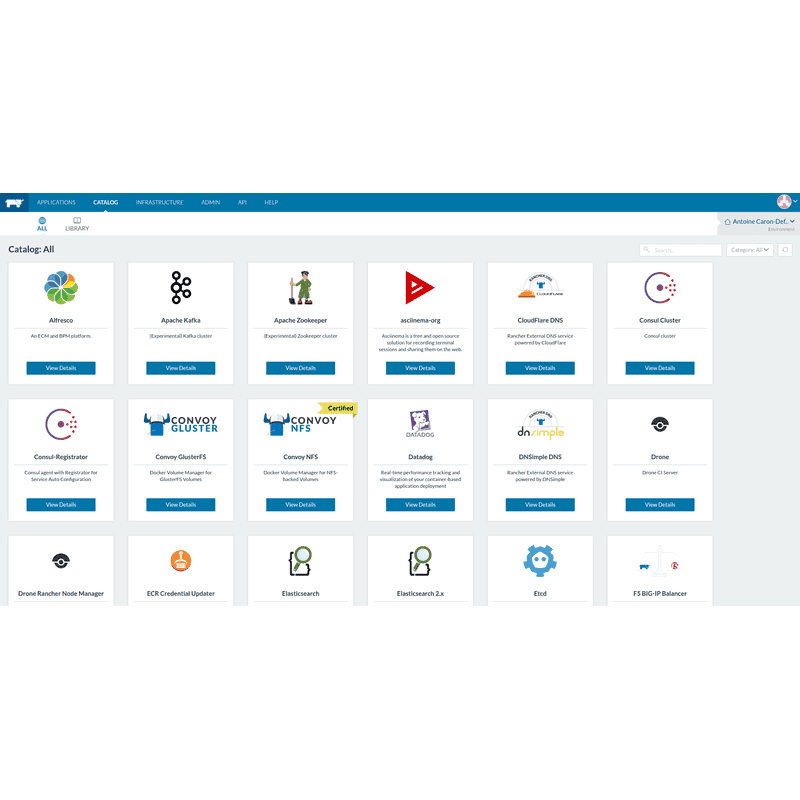 APPLICATIONS CATALOG INFRASTRUCTURE ADMIN API HELP
ALL LIBRARY
Antoine Caron-Def..
Environment
Catalog: All
Search...
Category: All
Alfresco
An ECM and BPM platform.
View Details
Apache Kafka
(Experimental) Kafka cluster
View Details
Apache Zookeeper
(Experimental) Zookeeper cluster
View Details
asciinema-org
Asciinema is a free and open source
solution for recording terminal
sessions and sharing them on the web.
View Details
RANCHER DNS
CLOUDFLARE
CloudFlare DNS
Rancher External DNS service
powered by CloudFlare
View Details
Consul Cluster
Consul cluster
View Details
Consul-Registrator
Consul agent with Registrator for
Service Auto Configuration
View Details
CONVOY
GLUSTER
Convoy GlusterFS
Docker Volume Manager for
GlusterFS Volumes
View Details
Certified
CONVOY
NFS
Convoy NFS
Docker Volume Manager for NFS-
backed Volumes
View Details
DATADOG
Datadog
Real-time performance tracking and
visualization of your container-based
application deployment
View Details
RANCHER DNS
dnsimple
DNSimple DNS
Rancher External DNS service
powered by DNSimple
View Details
Drone
Drone CI Server
View Details
Drone Rancher Node Manager
ECR Credential Updater
Elasticsearch
Elasticsearch 2.x
Etcd
F5 BIG-IP Balancer